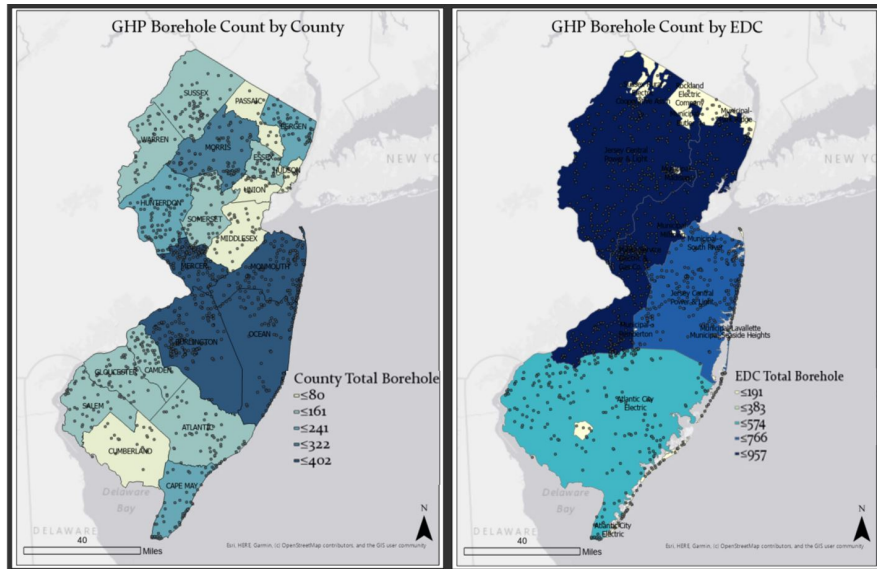 GHP Borehole Count by County
SUSSEX
PASSAIC
BERGEN
WARREN
MORRIS
ESSEX
HUDSON
UNION
HUNTERDON
SOMERSET
MIDDLESEX
MERCER
MONMOUTH
BURLINGTON
OCEAN
GLOUCESTER
CAMDEN
SALEM
ATLANTIC
CUMBERLAND
CAPE MAY
NEW YO
Delaware
Bay
DELAWARE
County Total Borehole
≤80
≤161
≤241
≤322
≤402
40
Miles
N
Esri, HERE, Garmin, (c) OpenStreetMap contributors, and the GIS user community
GHP Borehole Count by EDC
Electric
Company
Jersey Central
Power & Light
NEW YO
Municipal-
South River
Jersey Central
Power & Light
Municipal-Lavallette
Municipal-Seaside Heights
Atlantic City
Electric
Atlantic City
Electric
Delaware
Bay
DELAWARE
EDC Total Borehole
≤191
≤383
≤574
≤766
≤957
40
Miles
N
Esri, HERE, Garmin, (c) OpenStreetMap contributors, and the GIS user community